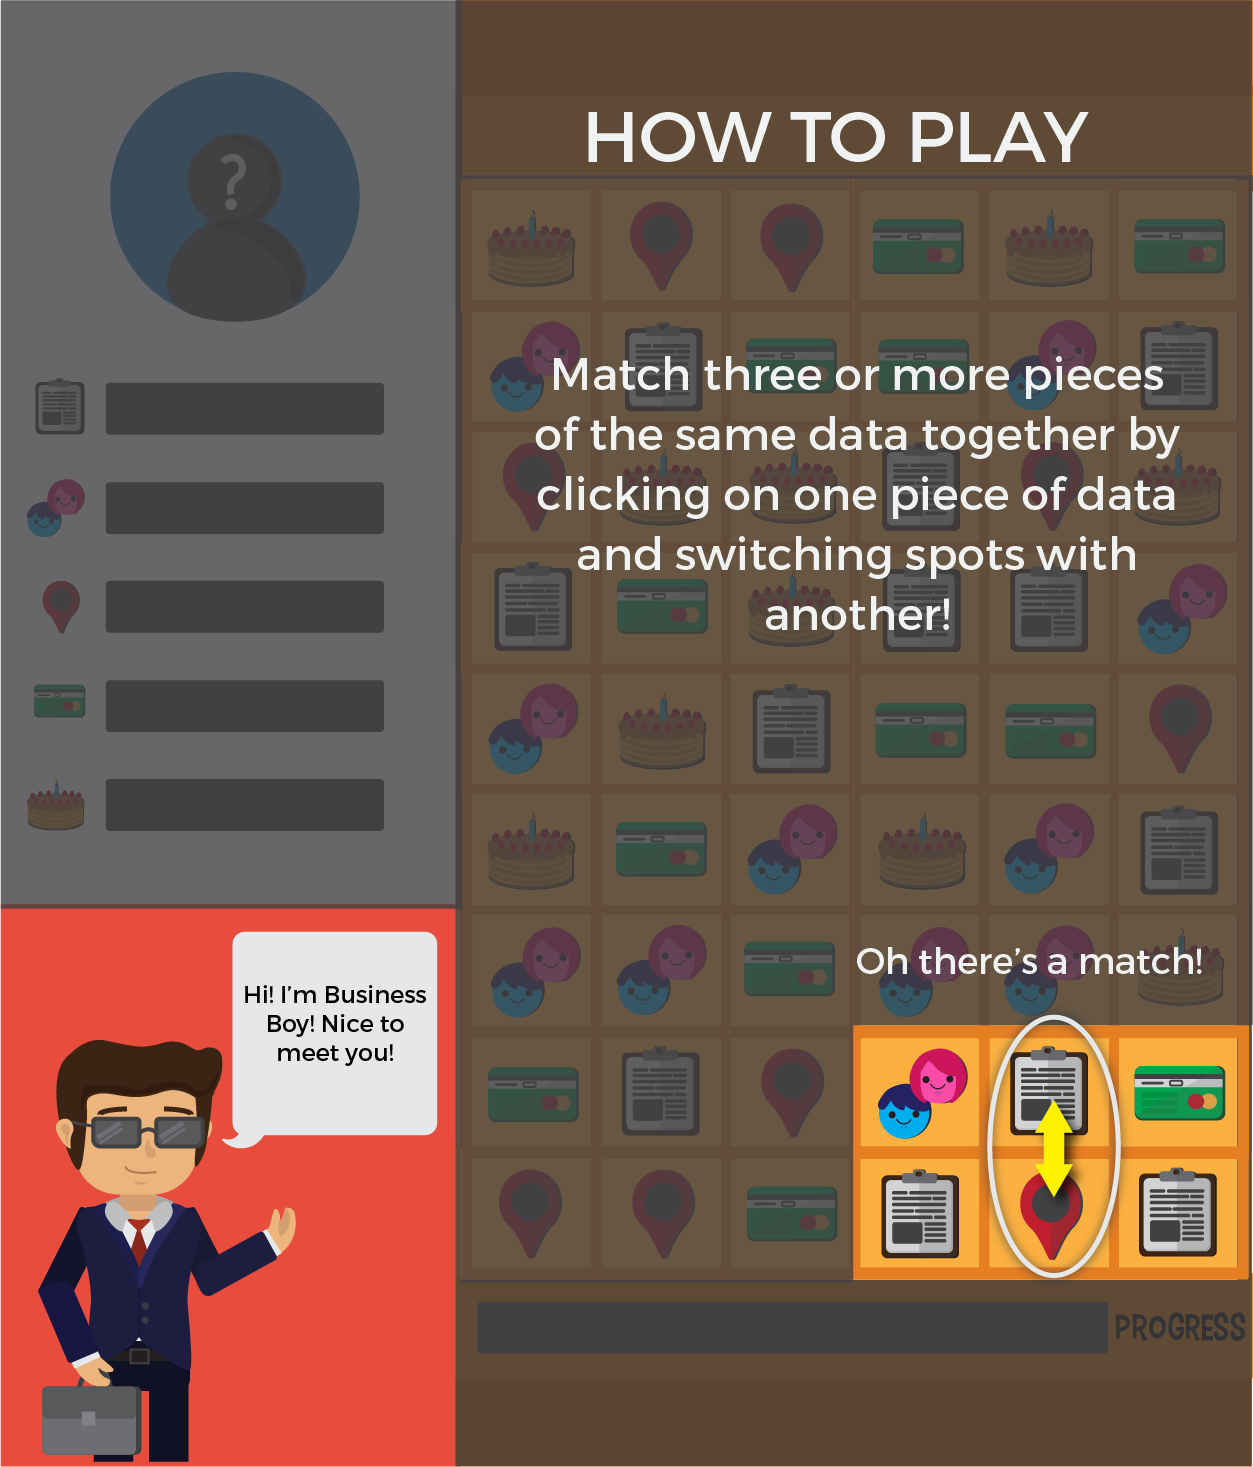 HOW TO PLAY
?
Match three or more pieces
of the same data together by
clicking on one piece of data
and switching spots with
another!
Oh there's a match!
Hi! I'm Business
Boy! Nice to
meet you!
PROGRESS